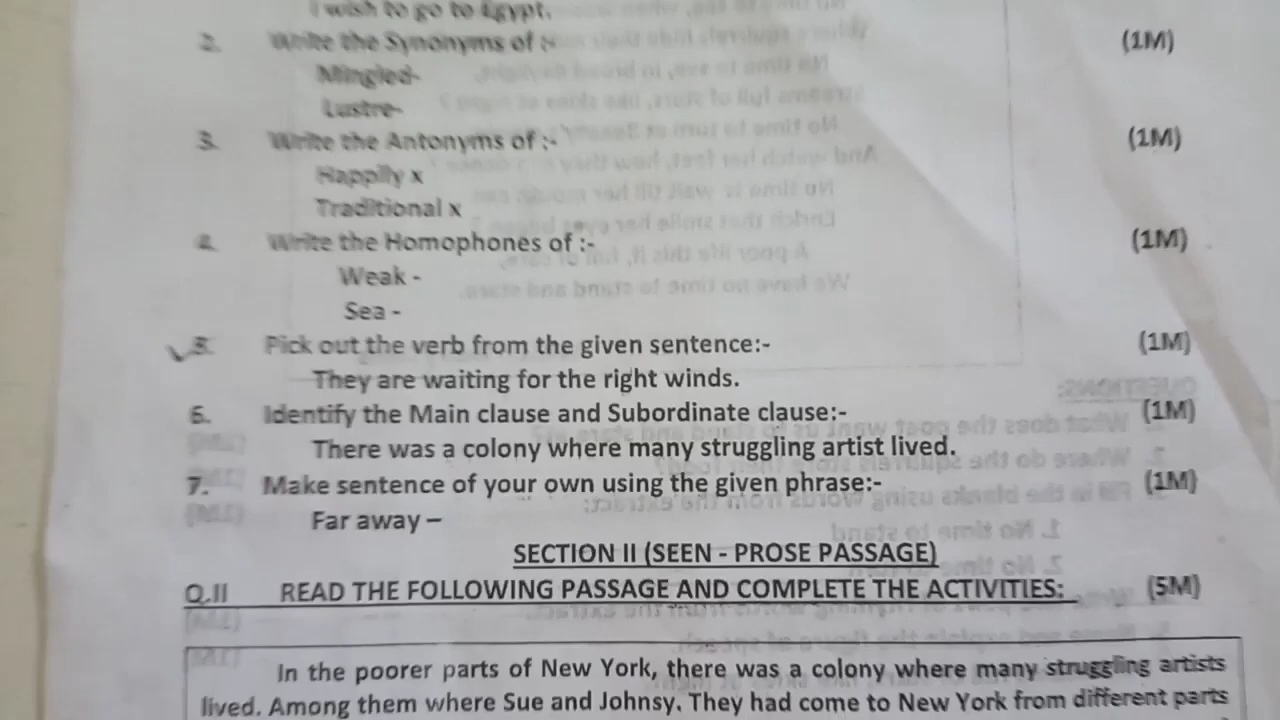 I wish to go to Egypt.
2. Write the Synonyms of :- (1M)
Mingled-
Lustre-
3. Write the Antonyms of :- (1M)
Happily x
Traditional x
4. Write the Homophones of :- (1M)
Weak -
Sea -
5. Pick out the verb from the given sentence:- (1M)
They are waiting for the right winds.
6. Identify the Main clause and Subordinate clause:- (1M)
There was a colony where many struggling artist lived.
7. Make sentence of your own using the given phrase:- (1M)
Far away –
SECTION II (SEEN - PROSE PASSAGE)
Q.II READ THE FOLLOWING PASSAGE AND COMPLETE THE ACTIVITIES: (5M)
In the poorer parts of New York, there was a colony where many struggling artists
lived. Among them where Sue and Johnsy. They had come to New York from different parts